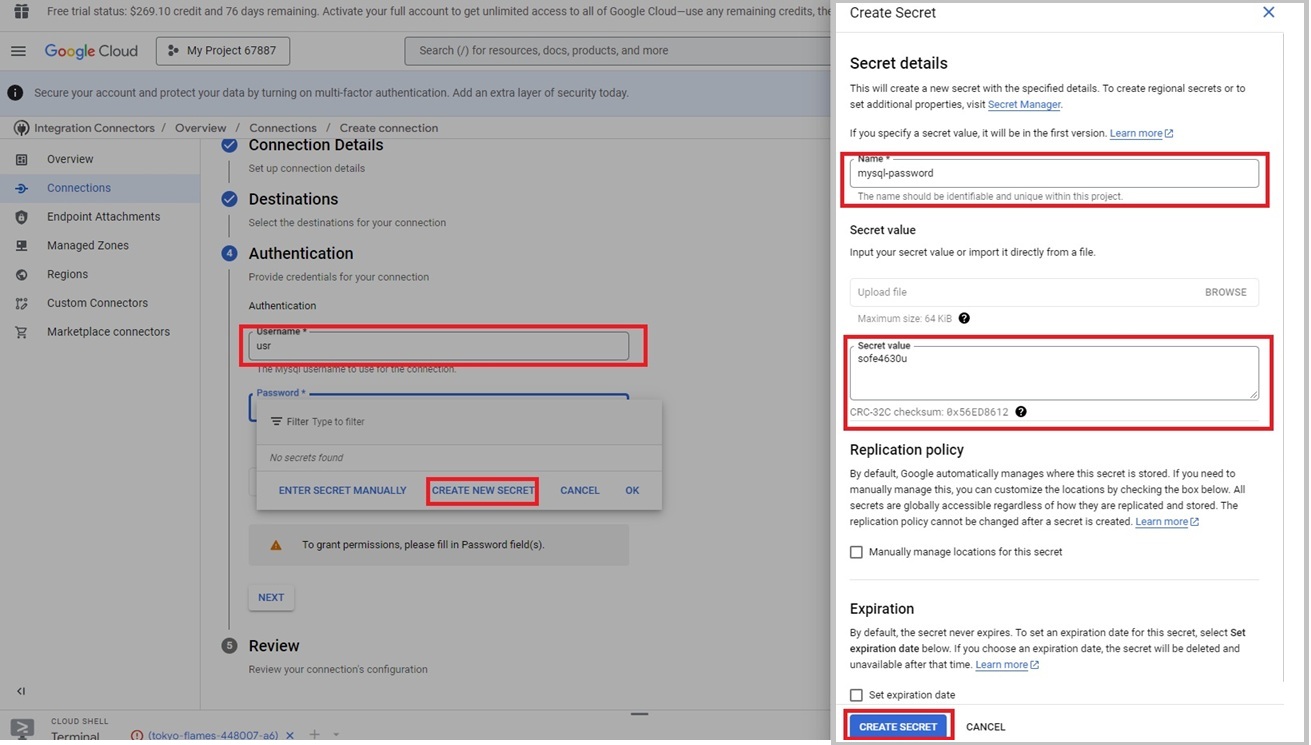 Free trial status: $269.10 credit and 76 days remaining. Activate your full account to get unlimited access to all of Google Cloud—use any remaining credits, the
Google Cloud
My Project 67887
Search (/) for resources, docs, products, and more
Secure your account and protect your data by turning on multi-factor authentication. Add an extra layer of security today.
Integration Connectors / Overview / Connections / Create connection
Overview
Connections
Endpoint Attachments
Managed Zones
Regions
Custom Connectors
Marketplace connectors
Connection Details
Set up connection details
Destinations
Select the destinations for your connection
4 Authentication
Provide credentials for your connection
Authentication
Username *
usr
The Mysql username to use for the connection.
Password *
Filter Type to filter
No secrets found
ENTER SECRET MANUALLY CREATE NEW SECRET CANCEL OK
To grant permissions, please fill in Password field(s).
NEXT
5 Review
Review your connection's configuration
CLOUD SHELL
Terminal
(tokyo-flames-448007-a6)
Create Secret
Secret details
This will create a new secret with the specified details. To create regional secrets or to
set additional properties, visit Secret Manager.
If you specify a secret value, it will be in the first version. Learn more
Name *
mysql-password
The name should be identifiable and unique within this project.
Secret value
Input your secret value or import it directly from a file.
Upload file BROWSE
Maximum size: 64 KiB ?
Secret value
sofe4630u
CRC-32C checksum: 0x56ED8612 ?
Replication policy
By default, Google automatically manages where this secret is stored. If you need to
manually manage this, you can customize the locations by checking the box below. All
secrets are globally accessible regardless of how they are replicated and stored. The
replication policy cannot be changed after a secret is created. Learn more
Manually manage locations for this secret
Expiration
By default, the secret never expires. To set an expiration date for this secret, select Set
expiration date below. If you choose an expiration date, the secret will be deleted and
unavailable after that time. Learn more
Set expiration date
CREATE SECRET CANCEL